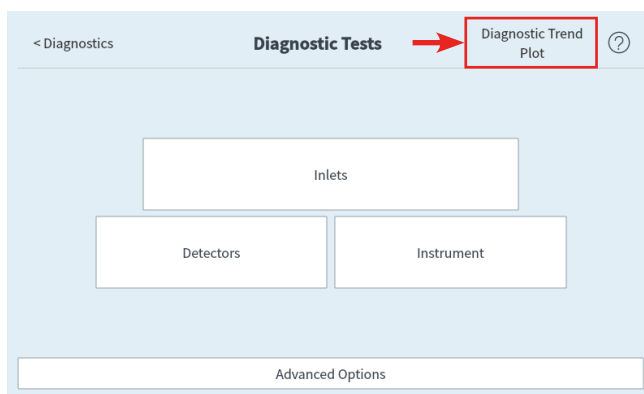 < Diagnostics
Diagnostic Tests
Diagnostic Trend
Plot
?
Inlets
Detectors
Instrument
Advanced Options